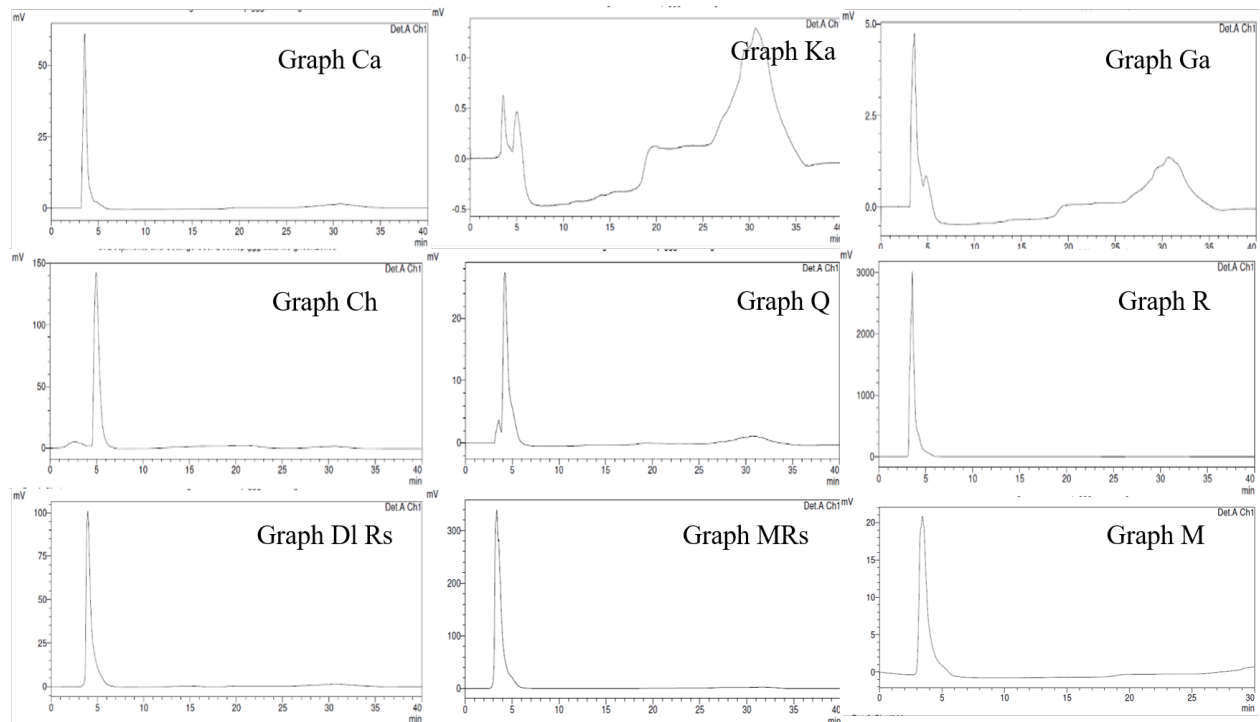 mV
Det.A Ch1
Graph Ca
50
25
0
0 5 10 15 20 25 30 35 40
min
mV
Det.A Ch1
Graph Ka
1.0
0.5
0.0
-0.5
0 5 10 15 20 25 30 35 40
min
mV
5.0
Det.A Ch1
Graph Ga
2.5
0.0
0 5 10 15 20 25 30 35 40
min
mV
150
Det.A Ch1
Graph Ch
100
50
0
0 5 10 15 20 25 30 35 40
min
mV
Det.A Ch1
Graph Q
20
10
0
0 5 10 15 20 25 30 35 40
min
mV
Det.A Ch1
3000
Graph R
2000
1000
0
0 5 10 15 20 25 30 35 40
min
mV
Det.A Ch1
100
Graph Dl Rs
75
50
25
0
0 5 10 15 20 25 30 35 40
min
mV
Det.A Ch1
Graph MRs
300
200
100
0
0 5 10 15 20 25 30 35 40
min
mV
Det.A Ch1
20
Graph M
15
10
5
0
0 5 10 15 20 25 30
min